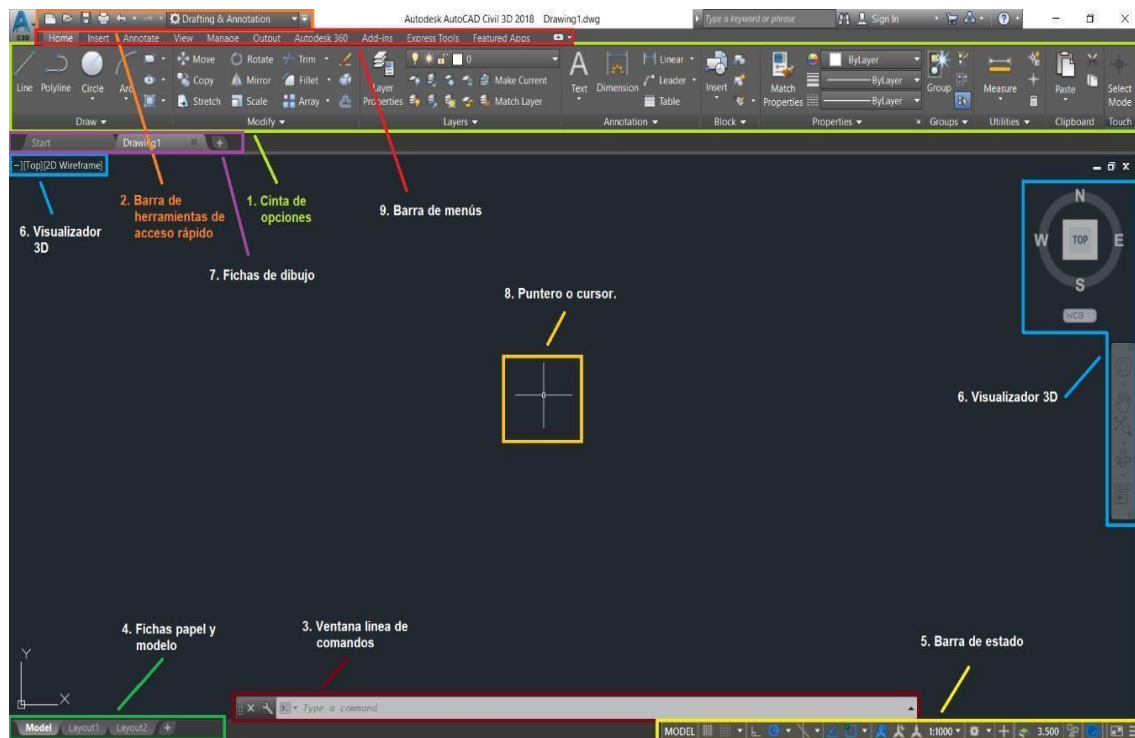 Drafting & Annotation
Autodesk AutoCAD Civil 3D 2018 Drawing1.dwg
Type a keyword or phrase
Sign In
C3D
Home Insert Annotate View Manage Output Autodesk 360 Add-ins Express Tools Featured Apps
Move Rotate Trim 0 Linear ByLayer
Line Polyline Circle Arc Copy Mirror Fillet Layer Properties Make Current Text Dimension Leader Insert Match Properties ByLayer Group Measure Paste Select Mode
Stretch Scale Array Match Layer Table ByLayer
Draw Modify Layers Annotation Block Properties Groups Utilities Clipboard Touch
Start Drawing1
[-][Top][2D Wireframe]
2. Barra de
herramientas de
acceso rápido
1. Cinta de
opciones
9. Barra de menús
6. Visualizador
3D
7. Fichas de dibujo
N
W TOP E
S
WCS
8. Puntero o cursor.
6. Visualizador 3D
4. Fichas papel y
modelo
3. Ventana linea de
comandos
5. Barra de estado
Y
X
Type a command
Model Layout1 Layout2
MODEL 1:1000 3.500